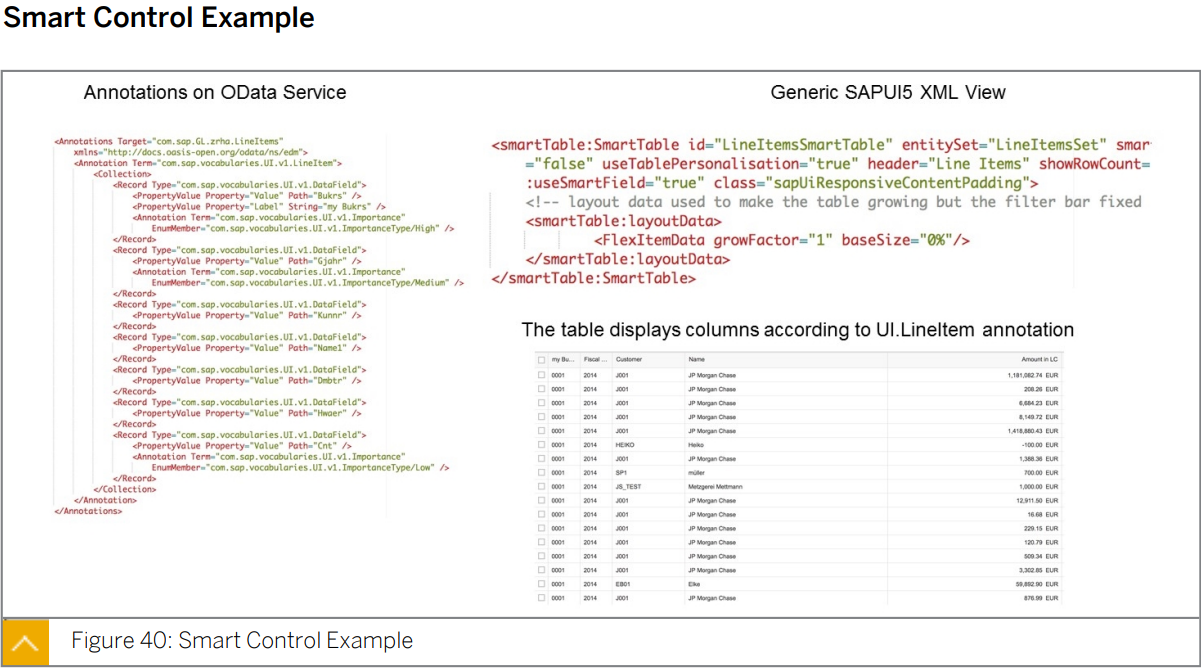 Smart Control Example
Annotations on OData Service
<Annotations Target="com.sap.GL.zrha.LineItems"
xmlns="http://docs.oasis-open.org/odata/ns/edm">
<Annotation Term="com.sap.vocabularies.UI.v1.LineItem">
<Collection>
<Record Type="com.sap.vocabularies.UI.v1.DataField">
<PropertyValue Property="Value" Path="Bukrs" />
<PropertyValue Property="Label" String="my Bukrs" />
<Annotation Term="com.sap.vocabularies.UI.v1.Importance"
EnumMember="com.sap.vocabularies.UI.v1.ImportanceType/High" />
</Record>
<Record Type="com.sap.vocabularies.UI.v1.DataField">
<PropertyValue Property="Value" Path="Gjahr" />
<Annotation Term="com.sap.vocabularies.UI.v1.Importance"
EnumMember="com.sap.vocabularies.UI.v1.ImportanceType/Medium" />
</Record>
<Record Type="com.sap.vocabularies.UI.v1.DataField">
<PropertyValue Property="Value" Path="Kunnr" />
</Record>
<Record Type="com.sap.vocabularies.UI.v1.DataField">
<PropertyValue Property="Value" Path="Name1" />
</Record>
<Record Type="com.sap.vocabularies.UI.v1.DataField">
<PropertyValue Property="Value" Path="Dmbtr" />
</Record>
<Record Type="com.sap.vocabularies.UI.v1.DataField">
<PropertyValue Property="Value" Path="Hwaer" />
</Record>
<Record Type="com.sap.vocabularies.UI.v1.DataField">
<PropertyValue Property="Value" Path="Cnt" />
<Annotation Term="com.sap.vocabularies.UI.v1.Importance"
EnumMember="com.sap.vocabularies.UI.v1.ImportanceType/Low" />
</Record>
</Collection>
</Annotation>
</Annotations>
Generic SAPUI5 XML View
<smartTable:SmartTable id="LineItemsSmartTable" entitySet="LineItemsSet" smar
="false" useTablePersonalisation="true" header="Line Items" showRowCount=
:useSmartField="true" class="sapUiResponsiveContentPadding">
<!-- layout data used to make the table growing but the filter bar fixed
<smartTable:layoutData>
<FlexItemData growFactor="1" baseSize="0%"/>
</smartTable:layoutData>
</smartTable:SmartTable>
The table displays columns according to UI.LineItem annotation
my Bu... Fiscal ... Customer Name Amount in LC
0001 2014 J001 JP Morgan Chase 1,181,082.74 EUR
0001 2014 J001 JP Morgan Chase 208.26 EUR
0001 2014 J001 JP Morgan Chase 6,684.23 EUR
0001 2014 J001 JP Morgan Chase 8,149.72 EUR
0001 2014 J001 JP Morgan Chase 1,418,880.43 EUR
0001 2014 HEIKO Heiko -100.00 EUR
0001 2014 J001 JP Morgan Chase 1,388.36 EUR
0001 2014 SP1 müller 700.00 EUR
0001 2014 JS_TEST Metzgerei Mettmann 1,000.00 EUR
0001 2014 J001 JP Morgan Chase 12,911.50 EUR
0001 2014 J001 JP Morgan Chase 16.68 EUR
0001 2014 J001 JP Morgan Chase 229.15 EUR
0001 2014 J001 JP Morgan Chase 120.79 EUR
0001 2014 J001 JP Morgan Chase 509.34 EUR
0001 2014 J001 JP Morgan Chase 3,302.85 EUR
0001 2014 EB01 Elke 59,892.90 EUR
0001 2014 J001 JP Morgan Chase 876.99 EUR
Figure 40: Smart Control Example